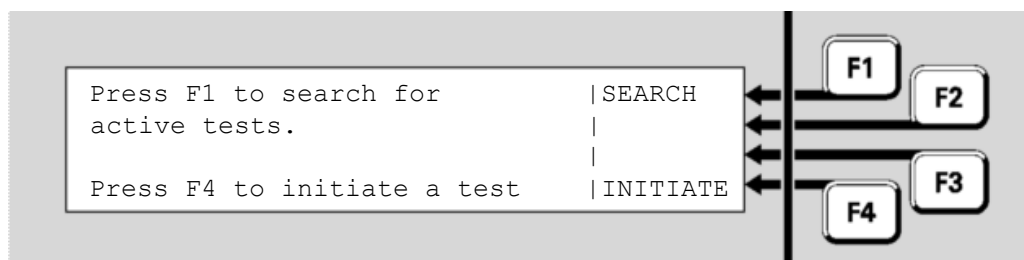 Press F1 to search for |SEARCH
active tests. |
|
Press F4 to initiate a test |INITIATE
F1
F2
F3
F4